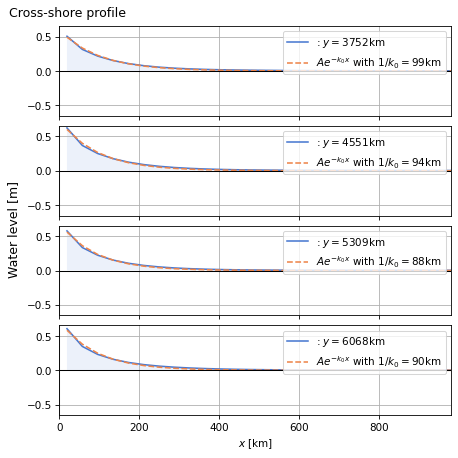 Cross-shore profile
0.5
0.0
−0.5
: y = 3752km
Ae^{−k₀x} with 1/k₀ = 99km
0.5
0.0
−0.5
: y = 4551km
Ae^{−k₀x} with 1/k₀ = 94km
Water level [m]
0.5
0.0
−0.5
: y = 5309km
Ae^{−k₀x} with 1/k₀ = 88km
0.5
0.0
−0.5
: y = 6068km
Ae^{−k₀x} with 1/k₀ = 90km
0 200 400 600 800
x [km]